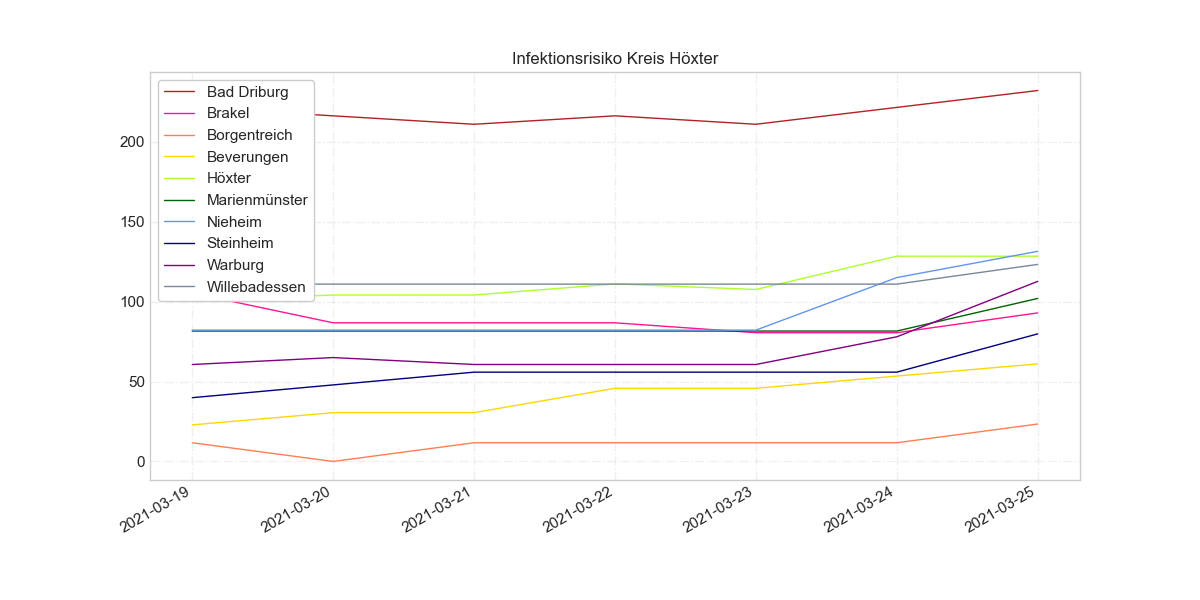 Infektionsrisiko Kreis Höxter
Bad Driburg
Brakel
Borgentreich
Beverungen
Höxter
Marienmünster
Nieheim
Steinheim
Warburg
Willebadessen
200
150
100
50
0
2021-03-19
2021-03-20
2021-03-21
2021-03-22
2021-03-23
2021-03-24
2021-03-25